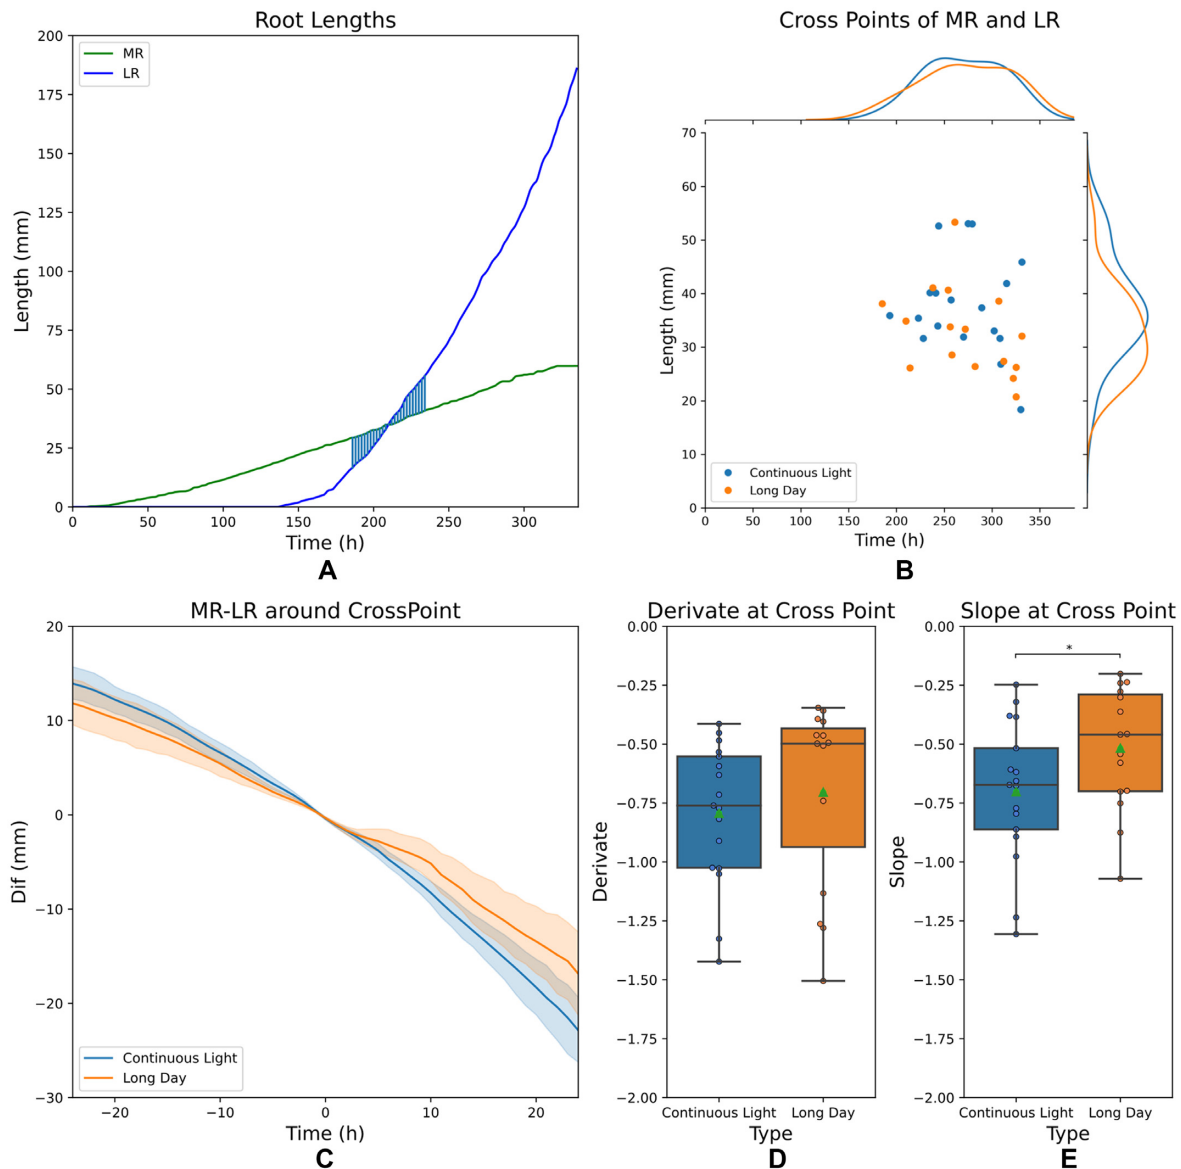 Root Lengths
200
175
150
125
100
75
50
25
0
Length (mm)
MR
LR
0 50 100 150 200 250 300
Time (h)
A
Cross Points of MR and LR
70
60
50
40
30
20
10
0
Length (mm)
Continuous Light
Long Day
0 50 100 150 200 250 300 350
Time (h)
B
MR-LR around CrossPoint
20
10
0
−10
−20
−30
Dif (mm)
Continuous Light
Long Day
−20 −10 0 10 20
Time (h)
C
Derivate at Cross Point
0.00
−0.25
−0.50
−0.75
−1.00
−1.25
−1.50
−1.75
−2.00
Derivate
Continuous Light Long Day
Type
D
Slope at Cross Point
0.00
−0.25
−0.50
−0.75
−1.00
−1.25
−1.50
−1.75
−2.00
Slope
*
Continuous Light Long Day
Type
E